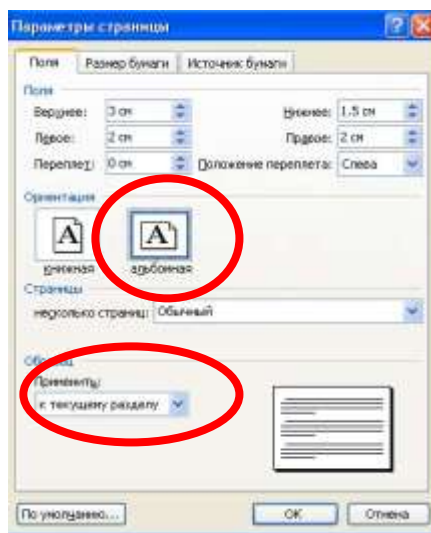 Параметры страницы
Поля Размер бумаги Источник бумаги
Поля
Верхнее: 3 см Нижнее: 1.5 см
Левое: 2 см Правое: 2 см
Переплет: 0 см Положение переплета: Слева
Ориентация
A A
книжная альбомная
Страницы
несколько страниц: Обычный
Образец
Применить:
к текущему разделу
По умолчанию... ОК Отмена